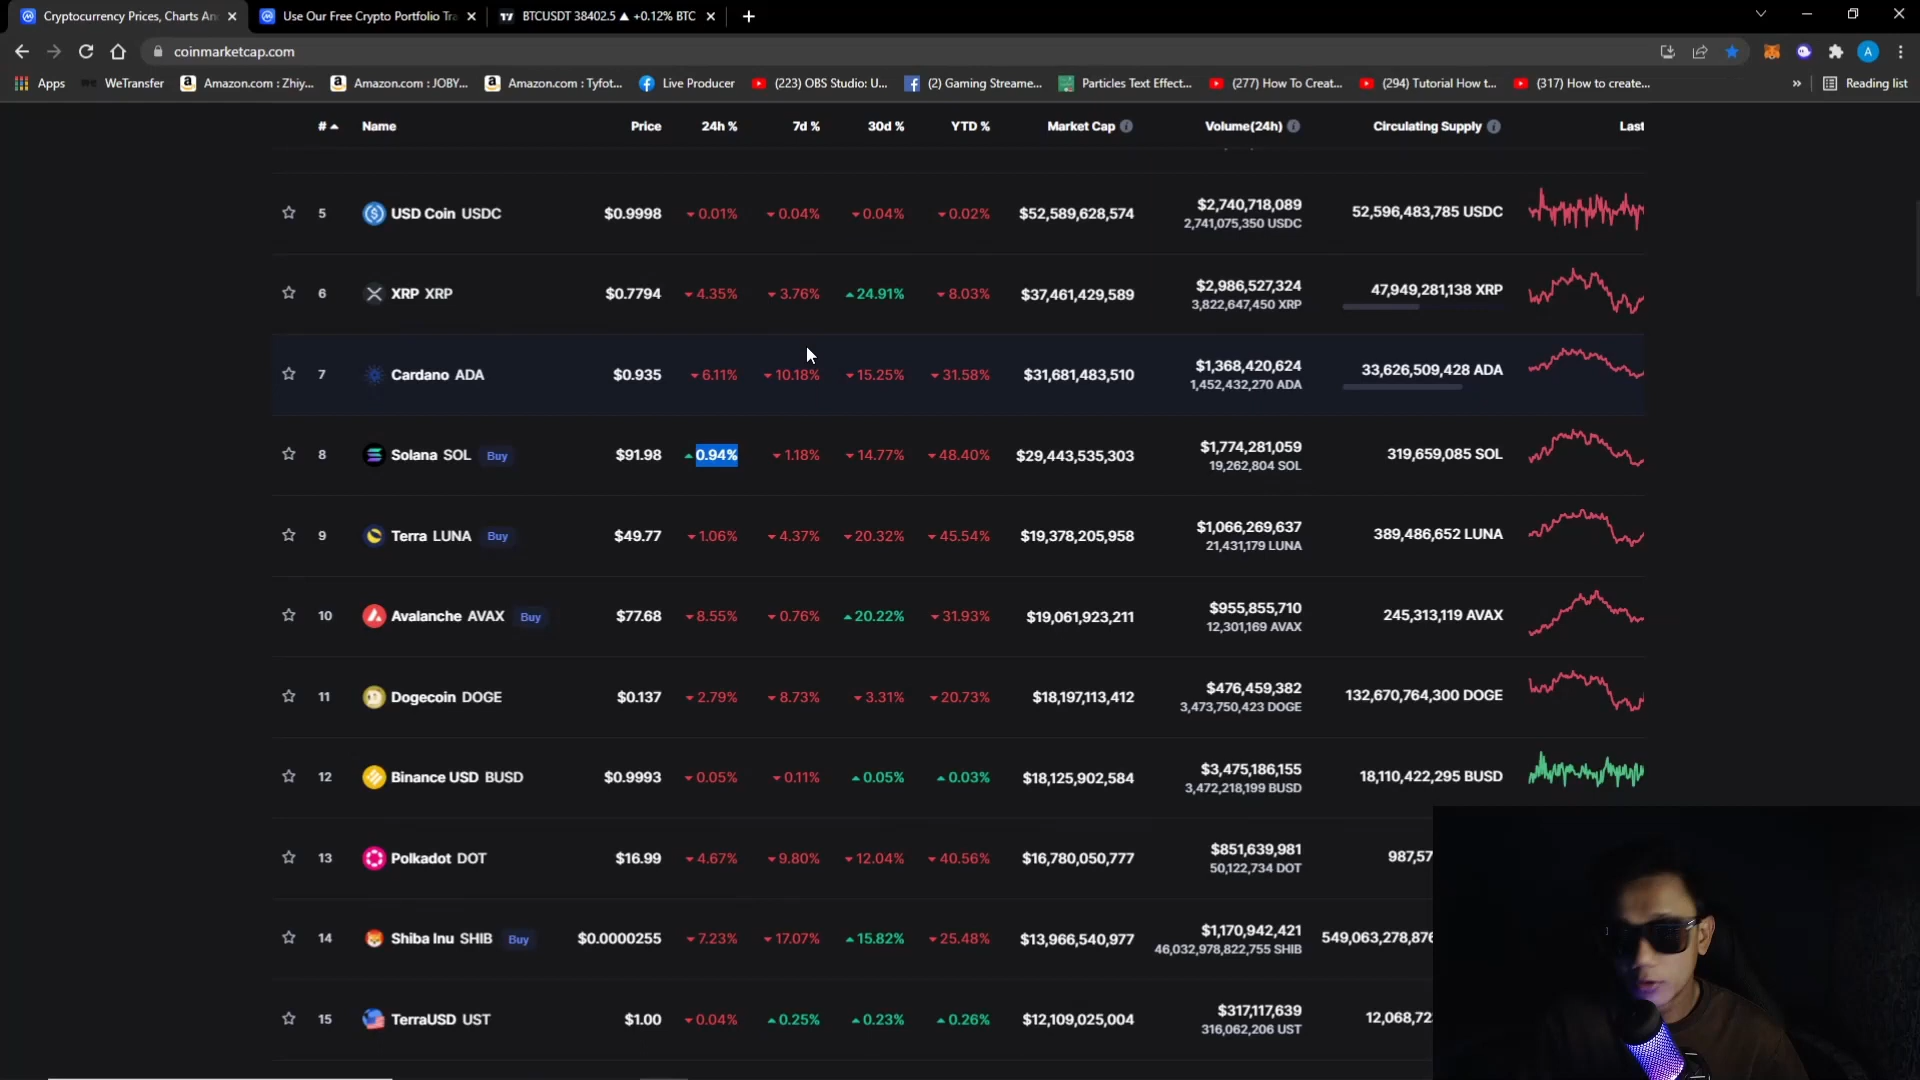 Cryptocurrency Prices, Charts An
Use Our Free Crypto Portfolio Tra
BTCUSDT 38402.5 ▲ +0.12% BTC
coinmarketcap.com
Apps
WeTransfer
Amazon.com : Zhiy...
Amazon.com : JOBY...
Amazon.com : Tyfot...
Live Producer
(223) OBS Studio: U...
(2) Gaming Streame...
Particles Text Effect...
(277) How To Create...
(294) Tutorial How t...
(317) How to create...
»
Reading list
# Name Price 24h % 7d % 30d % YTD % Market Cap Volume(24h) Circulating Supply Last
5 USD Coin USDC $0.9998 0.01% 0.04% 0.04% 0.02% $52,589,628,574 $2,740,718,089 52,596,483,785 USDC
2,741,075,350 USDC
6 XRP XRP $0.7794 4.35% 3.76% 24.91% 8.03% $37,461,429,589 $2,986,527,324 47,949,281,138 XRP
3,822,647,450 XRP
7 Cardano ADA $0.935 6.11% 10.18% 15.25% 31.58% $31,681,483,510 $1,368,420,624 33,626,509,428 ADA
1,452,432,270 ADA
8 Solana SOL Buy $91.98 0.94% 1.18% 14.77% 48.40% $29,443,535,303 $1,774,281,059 319,659,085 SOL
19,262,804 SOL
9 Terra LUNA Buy $49.77 1.06% 4.37% 20.32% 45.54% $19,378,205,958 $1,066,269,637 389,486,652 LUNA
21,431,179 LUNA
10 Avalanche AVAX Buy $77.68 8.55% 0.76% 20.22% 31.93% $19,061,923,211 $955,855,710 245,313,119 AVAX
12,301,169 AVAX
11 Dogecoin DOGE $0.137 2.79% 8.73% 3.31% 20.73% $18,197,113,412 $476,459,382 132,670,764,300 DOGE
3,473,750,423 DOGE
12 Binance USD BUSD $0.9993 0.05% 0.11% 0.05% 0.03% $18,125,902,584 $3,475,186,155 18,110,422,295 BUSD
3,472,218,199 BUSD
13 Polkadot DOT $16.99 4.67% 9.80% 12.04% 40.56% $16,780,050,777 $851,639,981 987,57
50,122,734 DOT
14 Shiba Inu SHIB Buy $0.0000255 7.23% 17.07% 15.82% 25.48% $13,966,540,977 $1,170,942,421 549,063,278,876
46,032,978,822,755 SHIB
15 TerraUSD UST $1.00 0.04% 0.25% 0.23% 0.26% $12,109,025,004 $317,117,639 12,068,72
316,062,206 UST